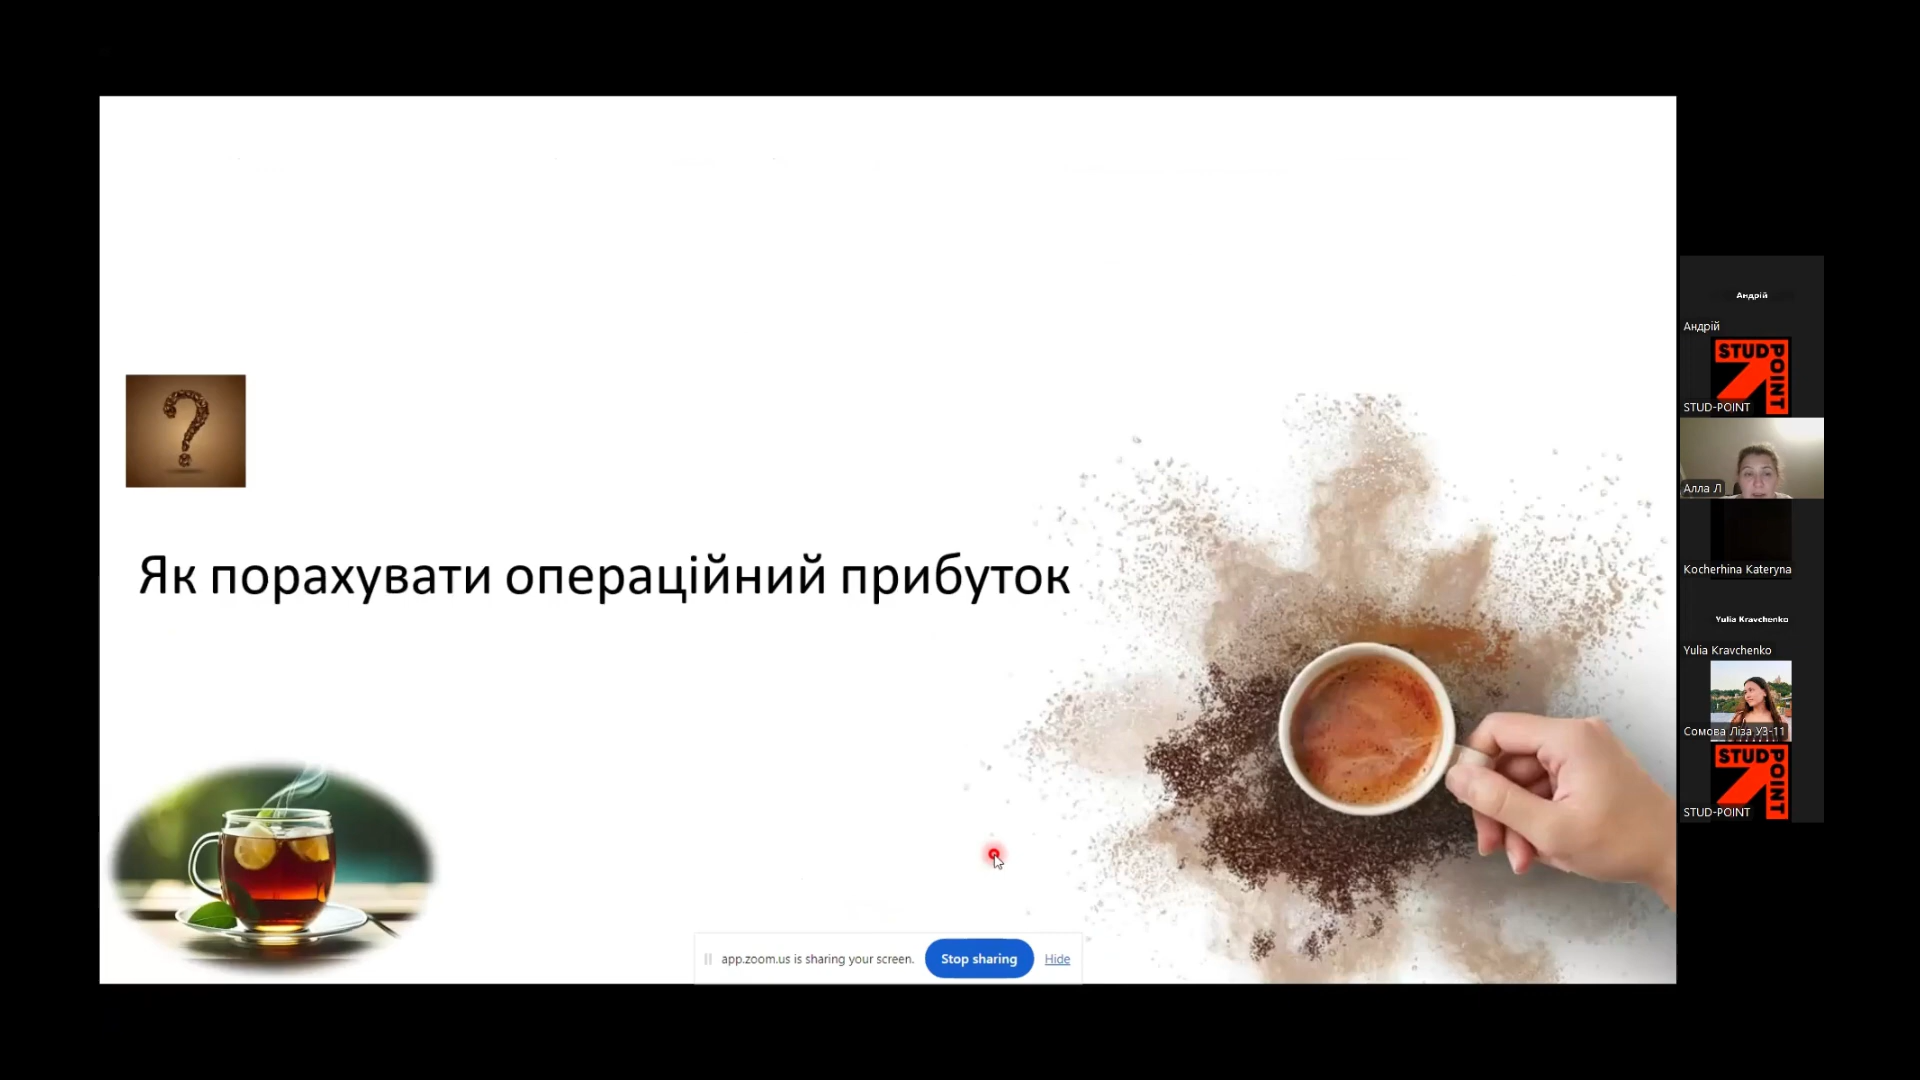 Як порахувати операційний прибуток
app.zoom.us is sharing your screen. Stop sharing Hide
Андрій
Андрій
STUD POINT
STUD-POINT
Алла Л
Kocherhina Kateryna
Yulia Kravchenko
Yulia Kravchenko
Сомова Ліза УЗ-11
STUD POINT
STUD-POINT